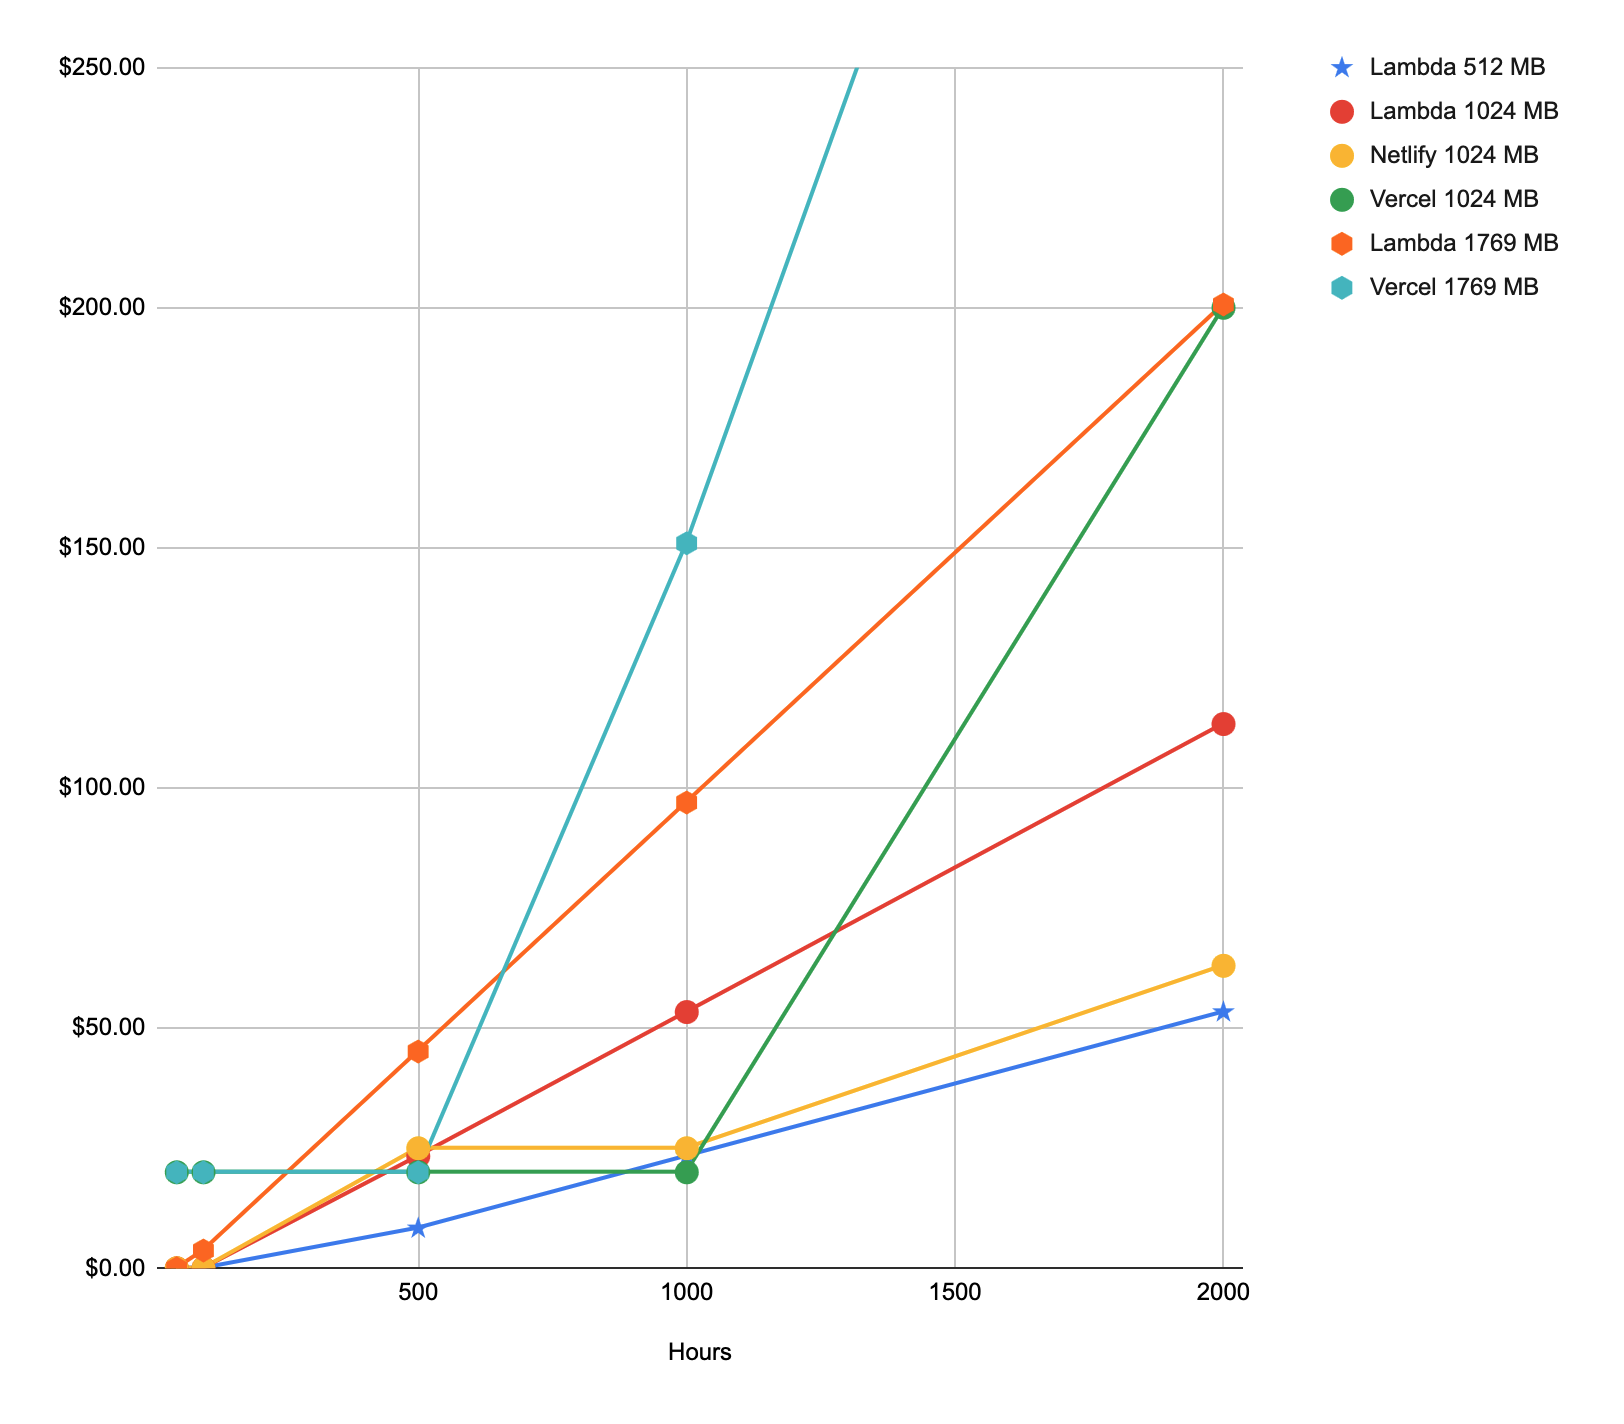 $250.00
$200.00
$150.00
$100.00
$50.00
$0.00
500 1000 1500 2000
Hours
Lambda 512 MB
Lambda 1024 MB
Netlify 1024 MB
Vercel 1024 MB
Lambda 1769 MB
Vercel 1769 MB